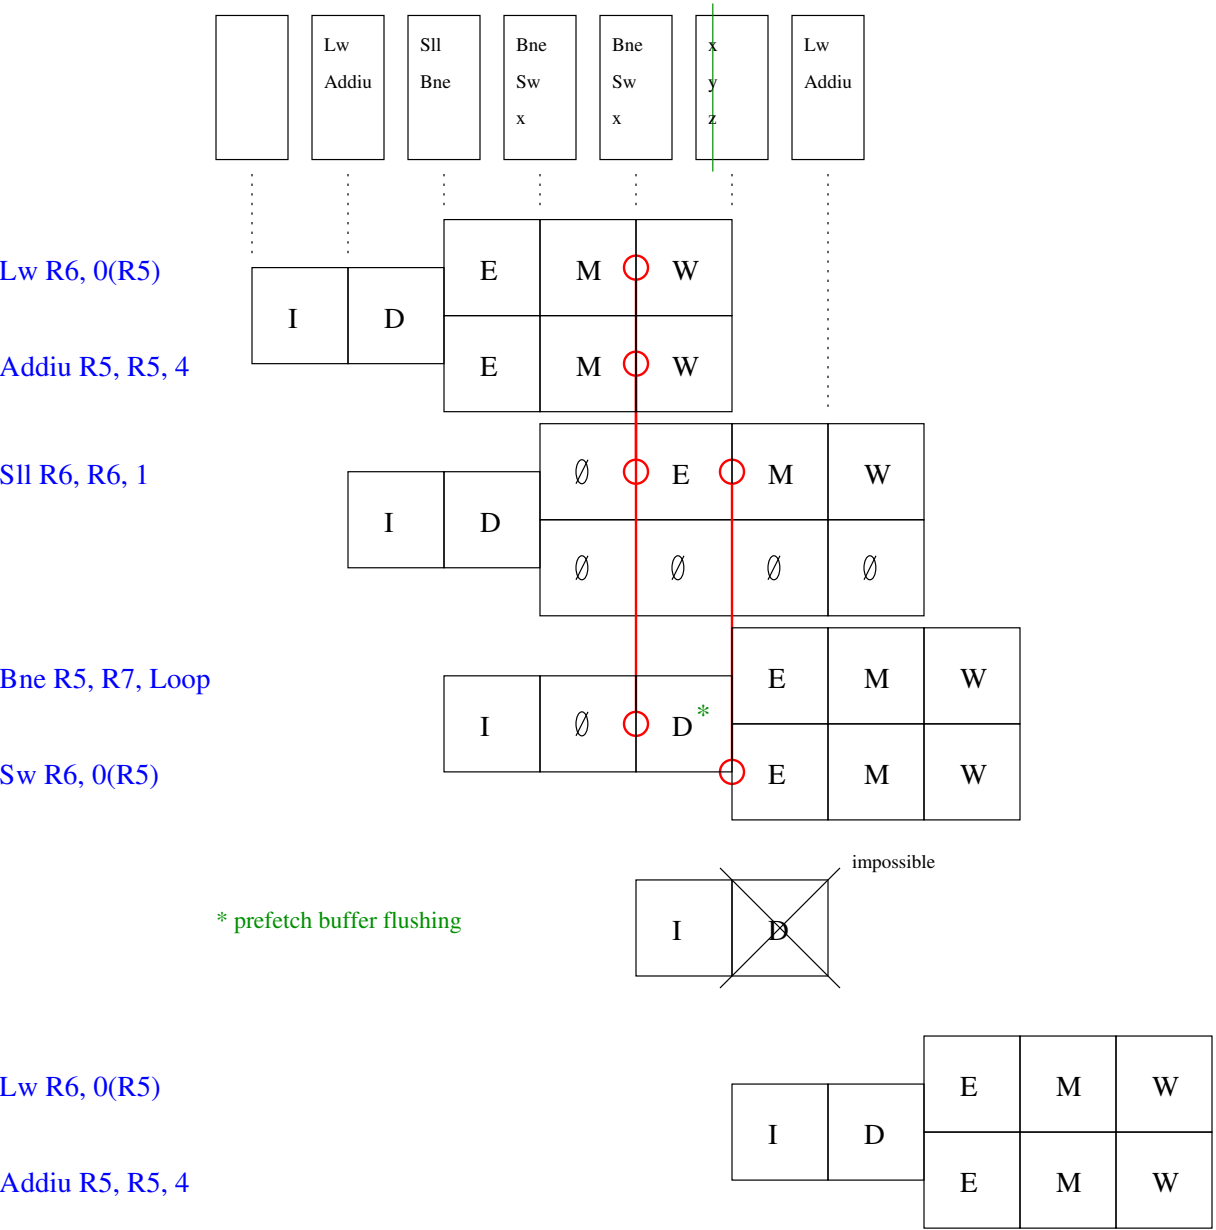 Lw Sll Bne Bne x Lw
Addiu Bne Sw Sw y Addiu
x x z
Lw R6, 0(R5) E M W
I D
Addiu R5, R5, 4 E M W
Sll R6, R6, 1 ∅ E M W
I D
∅ ∅ ∅ ∅
Bne R5, R7, Loop E M W
I ∅ D*
Sw R6, 0(R5) E M W
impossible
* prefetch buffer flushing I D
Lw R6, 0(R5) E M W
I D
Addiu R5, R5, 4 E M W